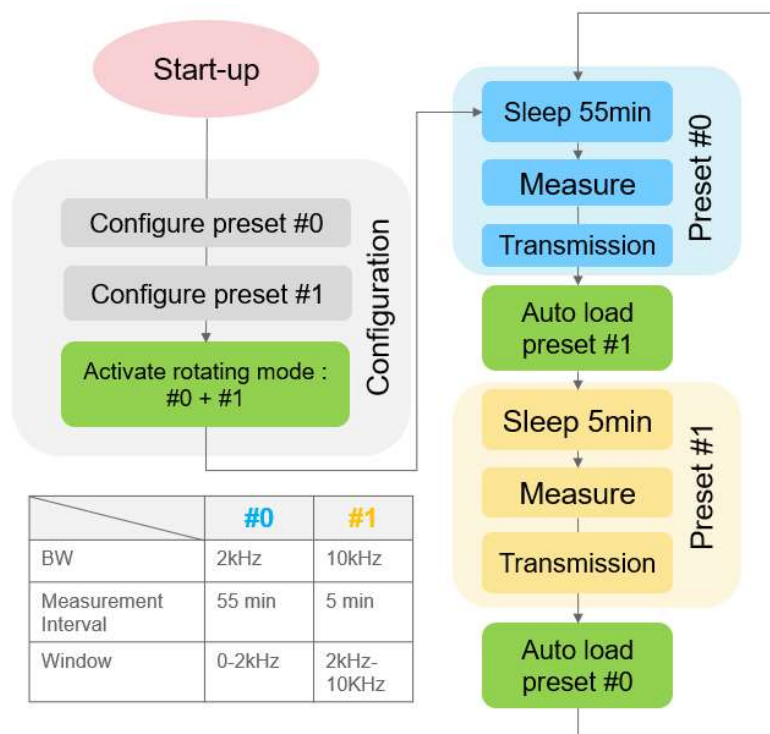 Start-up
Configure preset #0
Configure preset #1
Activate rotating mode :
#0 + #1
Configuration
Sleep 55min
Measure
Transmission
Preset #0
Auto load
preset #1
Sleep 5min
Measure
Transmission
Preset #1
Auto load
preset #0
#0 #1
BW 2kHz 10kHz
Measurement 55 min 5 min
Interval
Window 0-2kHz 2kHz-
10KHz